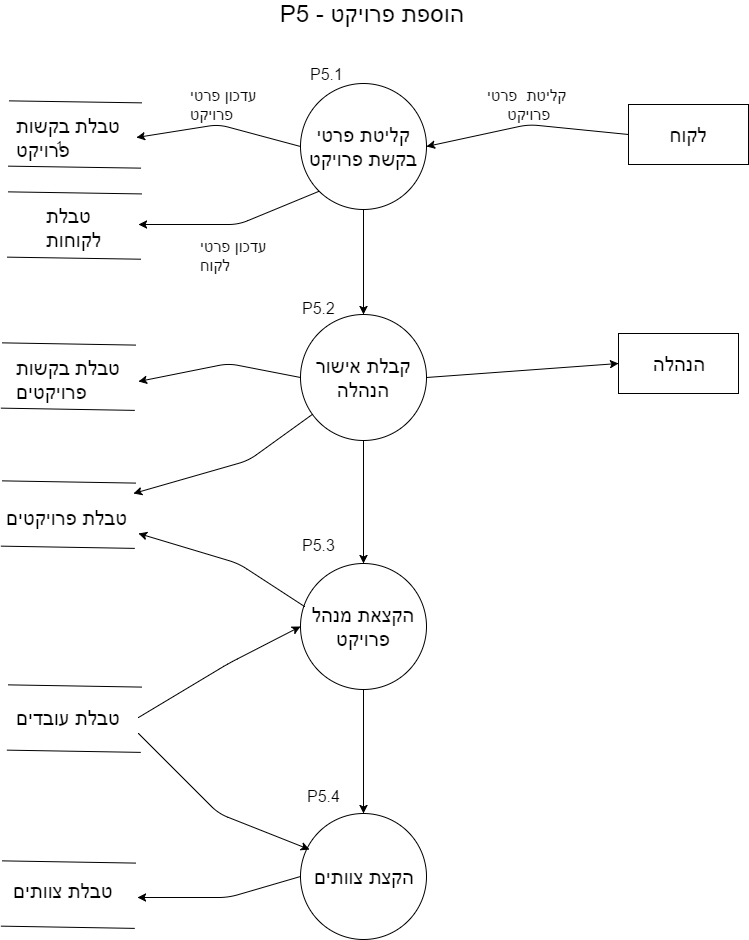 הוספת פרויקט - P5
P5.1
קליטת פרטי
בקשת פרויקט
קליטת פרטי
פרויקט
לקוח
עדכון פרטי
פרויקט
טבלת בקשות
פרויקט
עדכון פרטי
לקוח
טבלת
לקוחות
P5.2
קבלת אישור
הנהלה
הנהלה
טבלת בקשות
פרויקטים
טבלת פרויקטים
P5.3
הקצאת מנהל
פרויקט
טבלת עובדים
P5.4
הקצת צוותים
טבלת צוותים